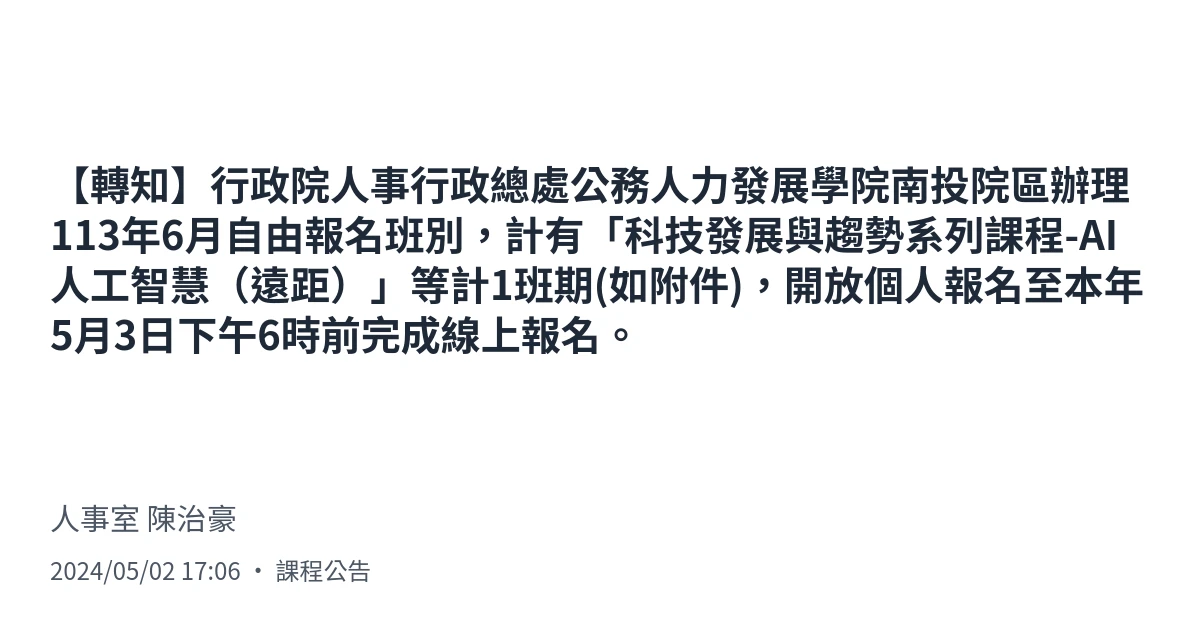 【轉知】行政院人事行政總處公務人力發展學院南投院區辦理
113年6月自由報名班別，計有「科技發展與趨勢系列課程-AI
人工智慧（遠距）」等計1班期(如附件)，開放個人報名至本年
5月3日下午6時前完成線上報名。
人事室 陳治豪
2024/05/02 17:06 ・ 課程公告